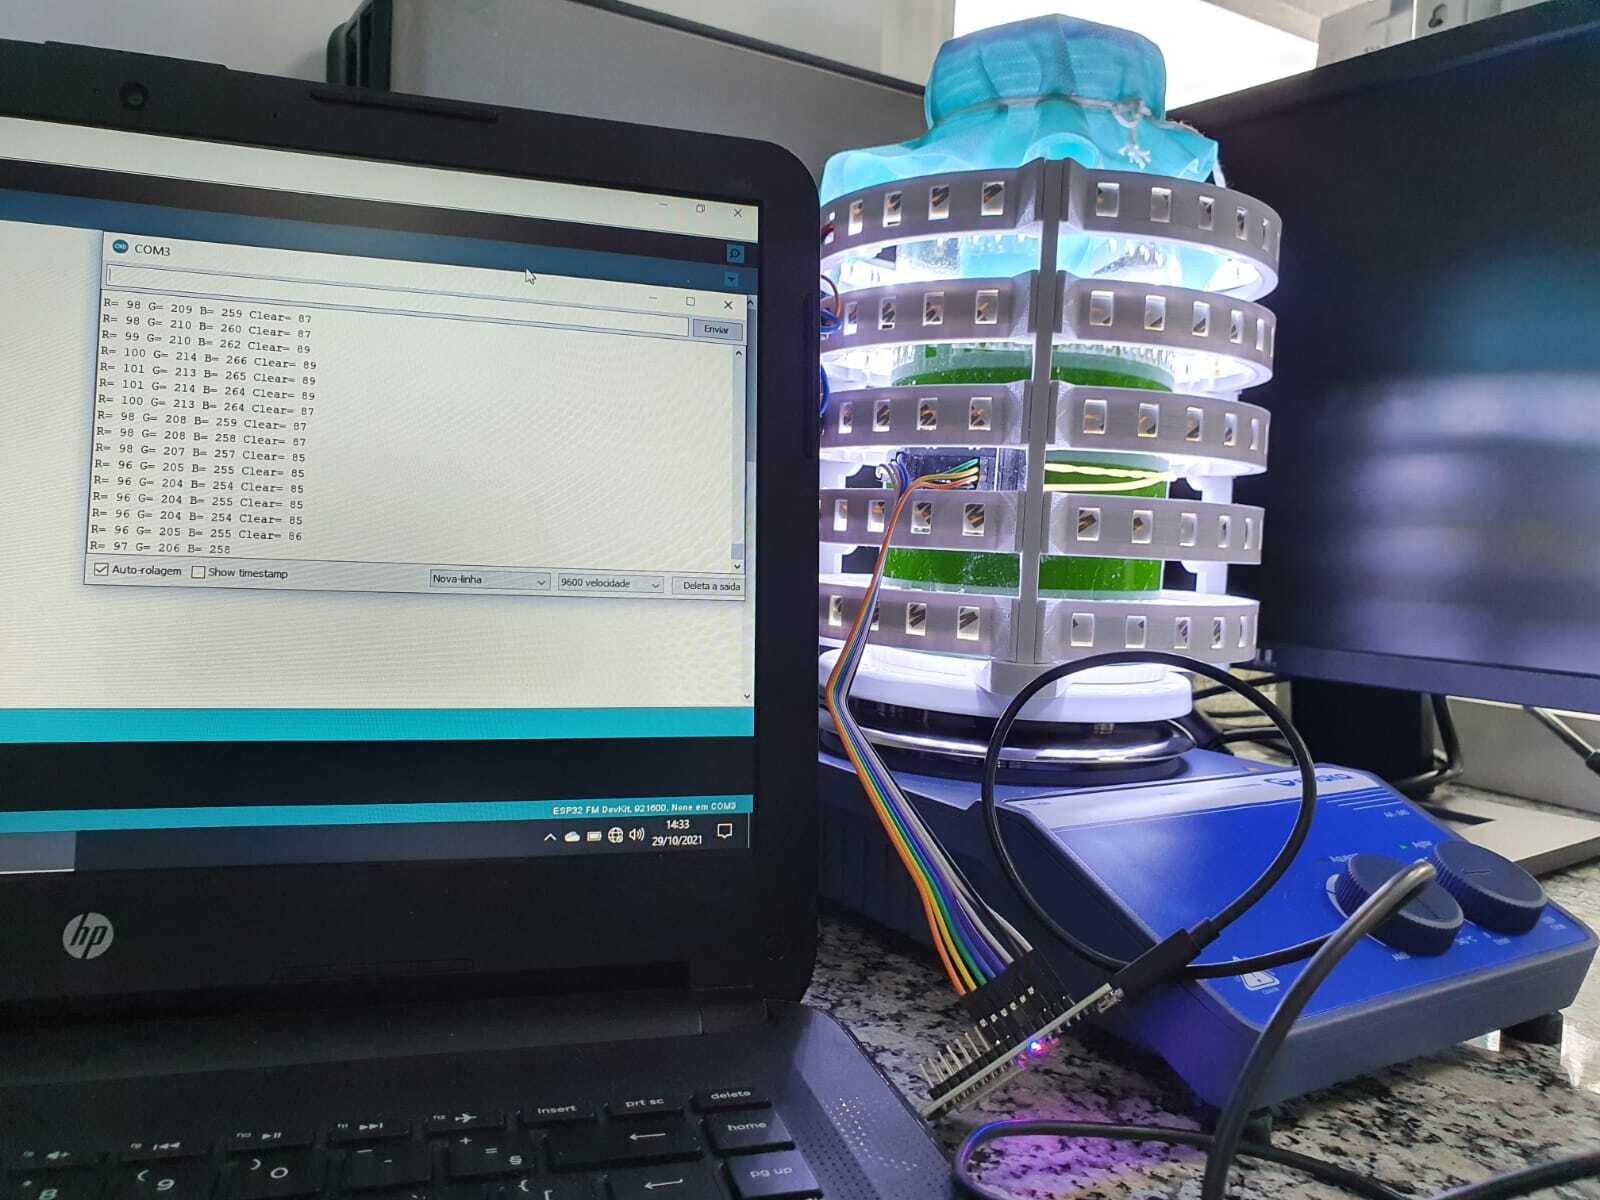 COM3
Enviar
R= 98 G= 209 B= 259 Clear= 87
R= 98 G= 210 B= 260 Clear= 87
R= 99 G= 210 B= 262 Clear= 89
R= 100 G= 214 B= 266 Clear= 89
R= 101 G= 213 B= 265 Clear= 89
R= 101 G= 214 B= 264 Clear= 89
R= 100 G= 213 B= 264 Clear= 87
R= 98 G= 208 B= 259 Clear= 87
R= 98 G= 208 B= 258 Clear= 87
R= 98 G= 207 B= 257 Clear= 85
R= 96 G= 205 B= 255 Clear= 85
R= 96 G= 204 B= 254 Clear= 85
R= 96 G= 204 B= 255 Clear= 85
R= 96 G= 204 B= 254 Clear= 85
R= 96 G= 205 B= 255 Clear= 86
R= 97 G= 206 B= 258
Auto-rolagem Show timestamp Nova-linha 9600 velocidade Deleta a saida
ESP32 FM DevKit, 921600, None em COM3
14:33
29/10/2021
hp
insert prt sc delete
home
pg up